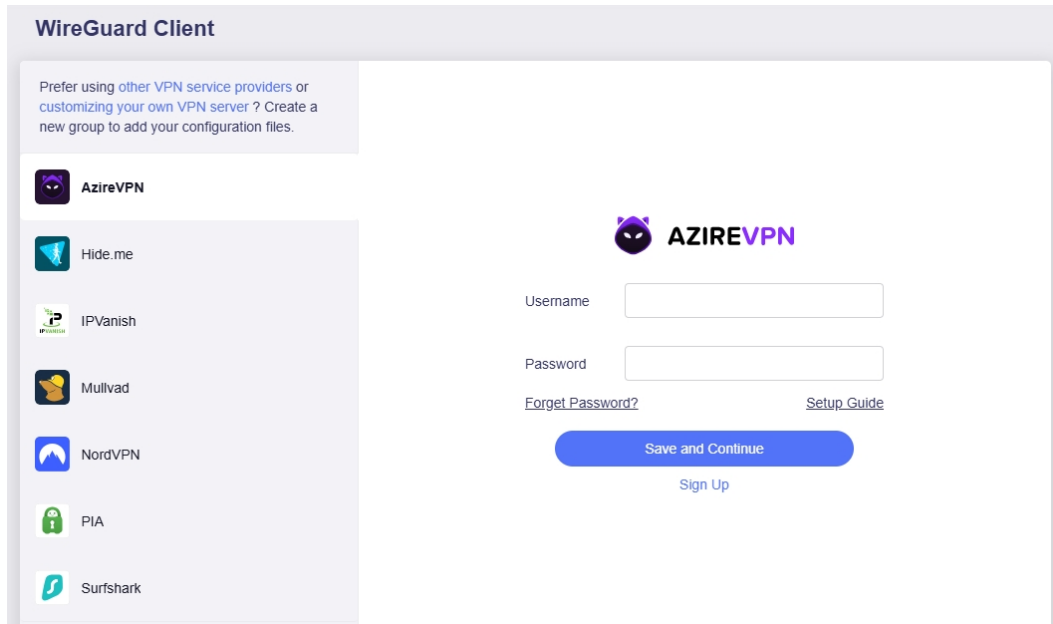 WireGuard Client
Prefer using other VPN service providers or
customizing your own VPN server ? Create a
new group to add your configuration files.
AzireVPN
Hide.me
IPVANISH
IPVanish
Mullvad
NordVPN
PIA
Surfshark
AZIREVPN
Username
Password
Forget Password?
Setup Guide
Save and Continue
Sign Up